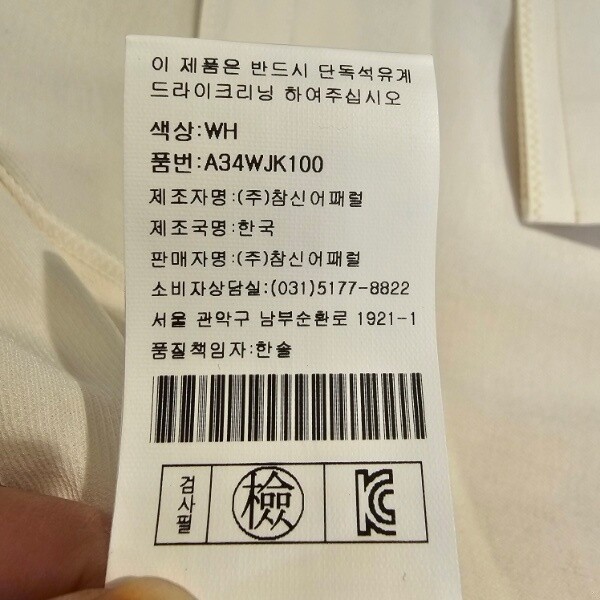 이 제품은 반드시 단독석유계
드라이크리닝 하여주십시오
색상:WH
품번:A34WJK100
제조자명:(주)참신어패럴
제조국명:한국
판매자명:(주)참신어패럴
소비자상담실:(031)5177-8822
서울 관악구 남부순환로 1921-1
품질책임자:한솔
검사필
檢
KC